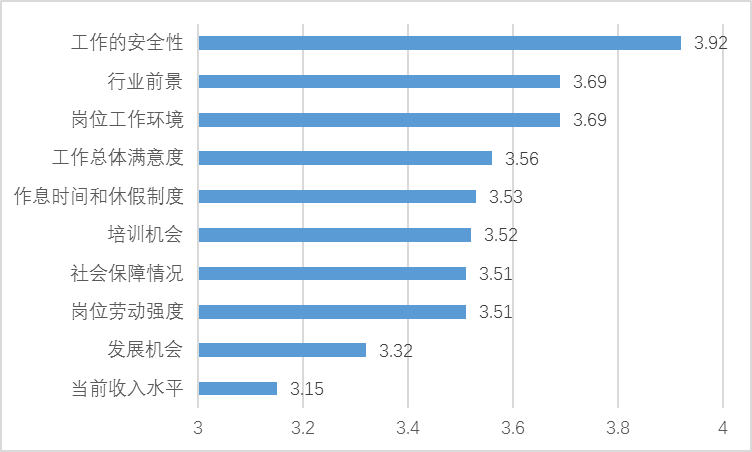 工作的安全性 3.92
行业前景 3.69
岗位工作环境 3.69
工作总体满意度 3.56
作息时间和休假制度 3.53
培训机会 3.52
社会保障情况 3.51
岗位劳动强度 3.51
发展机会 3.32
当前收入水平 3.15
3 3.2 3.4 3.6 3.8 4